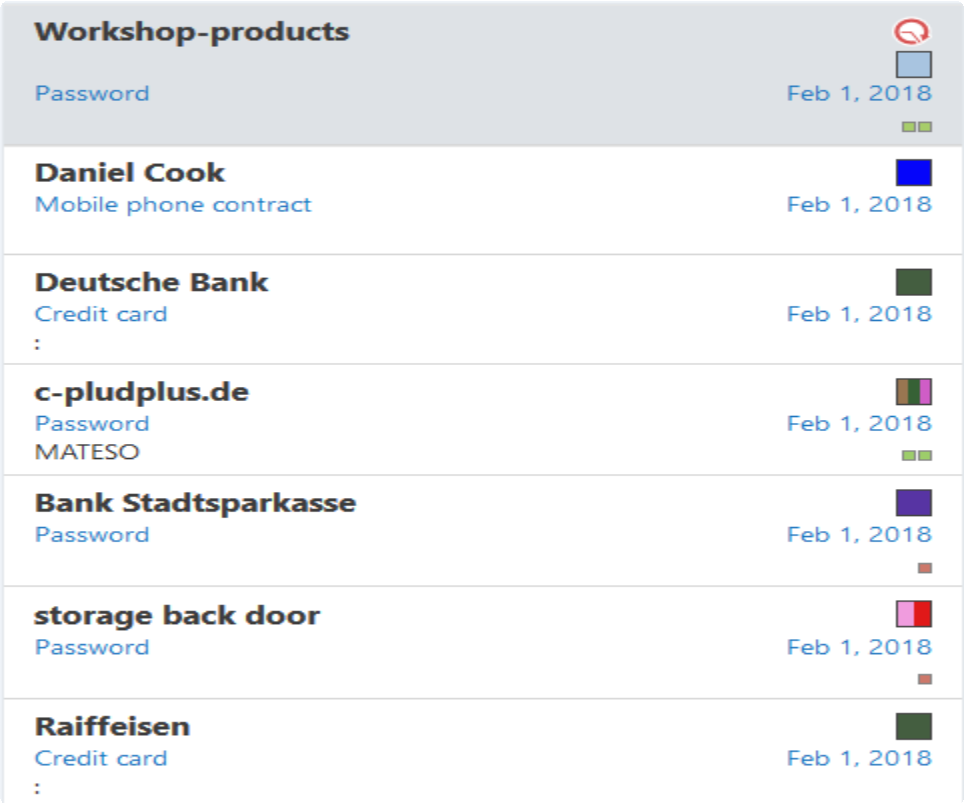 Workshop-products
Password Feb 1, 2018
Daniel Cook
Mobile phone contract Feb 1, 2018
Deutsche Bank
Credit card Feb 1, 2018
:
c-pludplus.de
Password Feb 1, 2018
MATESO
Bank Stadtsparkasse
Password Feb 1, 2018
storage back door
Password Feb 1, 2018
Raiffeisen
Credit card Feb 1, 2018
: